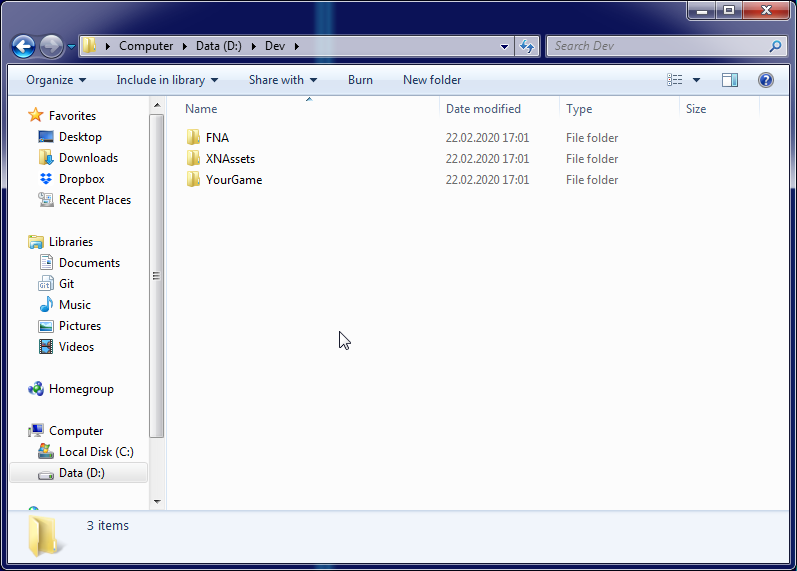 Computer Data (D:) Dev
Search Dev
Organize Include in library Share with Burn New folder
Favorites
Desktop
Downloads
Dropbox
Recent Places
Libraries
Documents
Git
Music
Pictures
Videos
Homegroup
Computer
Local Disk (C:)
Data (D:)
Name Date modified Type Size
FNA 22.02.2020 17:01 File folder
XNAssets 22.02.2020 17:01 File folder
YourGame 22.02.2020 17:01 File folder
3 items